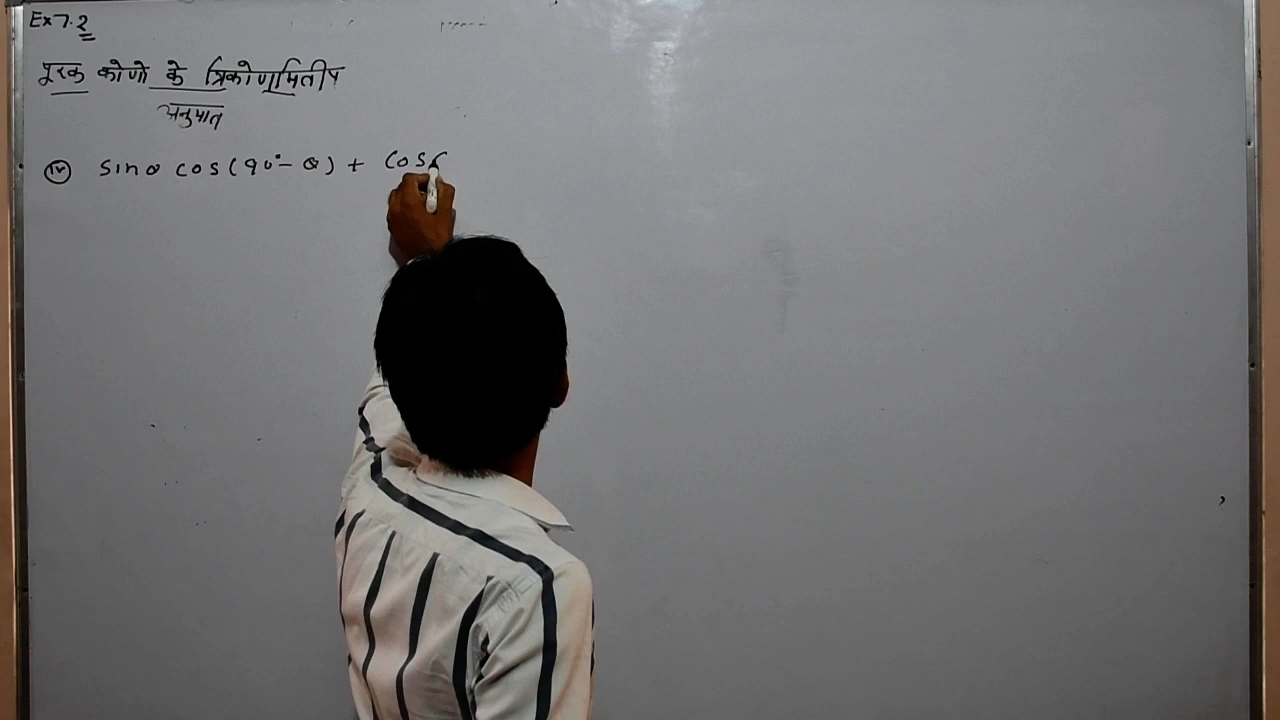 Ex 7.2
पूरक कोणो के त्रिकोणमितीय
अनुपात
(iv) sinθ cos(90°- θ) + cos